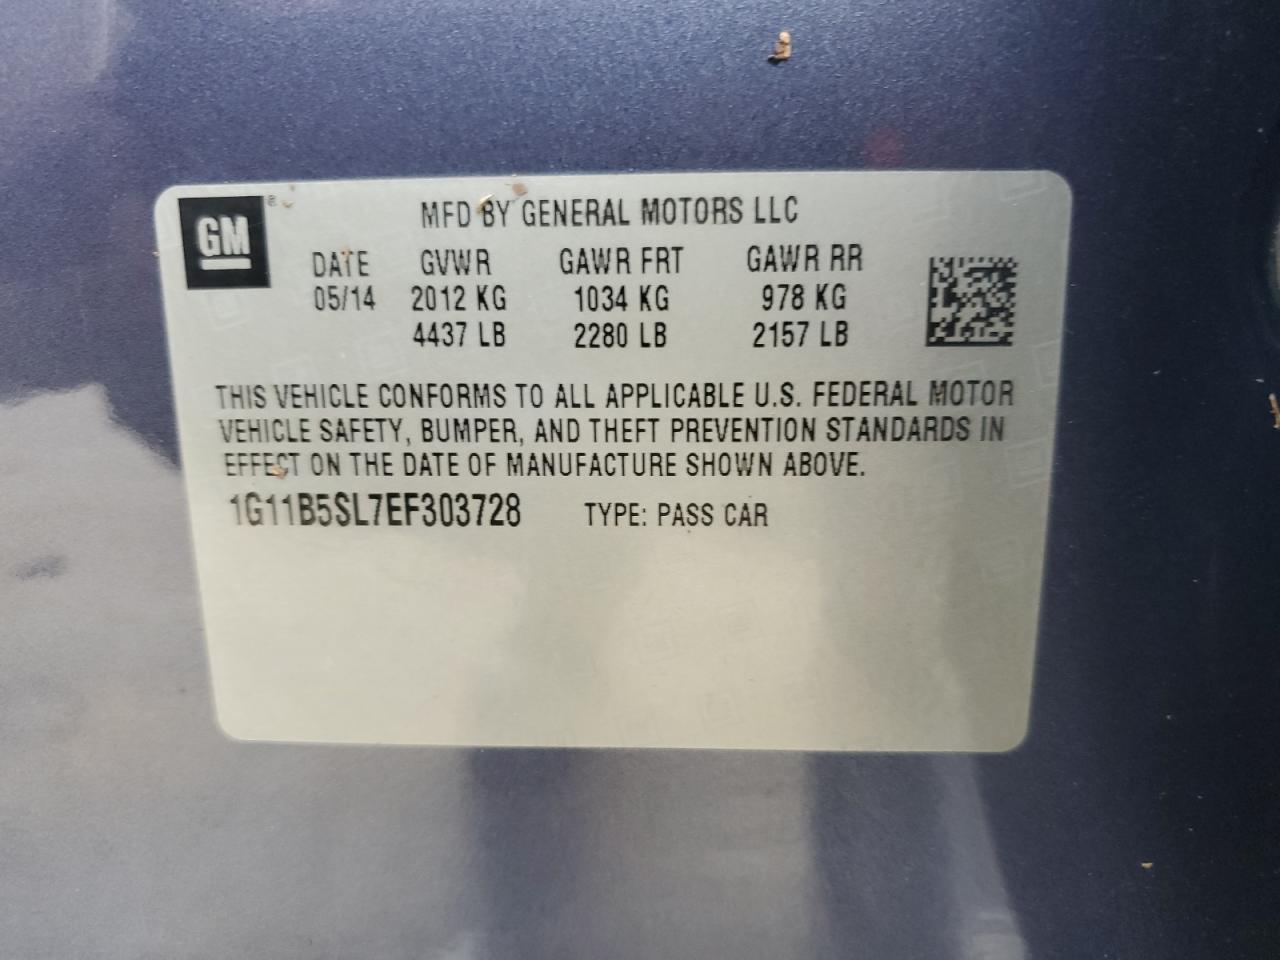 GM ®
MFD BY GENERAL MOTORS LLC
DATE GVWR GAWR FRT GAWR RR
05/14 2012 KG 1034 KG 978 KG
4437 LB 2280 LB 2157 LB
THIS VEHICLE CONFORMS TO ALL APPLICABLE U.S. FEDERAL MOTOR
VEHICLE SAFETY, BUMPER, AND THEFT PREVENTION STANDARDS IN
EFFECT ON THE DATE OF MANUFACTURE SHOWN ABOVE.
1G11B5SL7EF303728 TYPE: PASS CAR